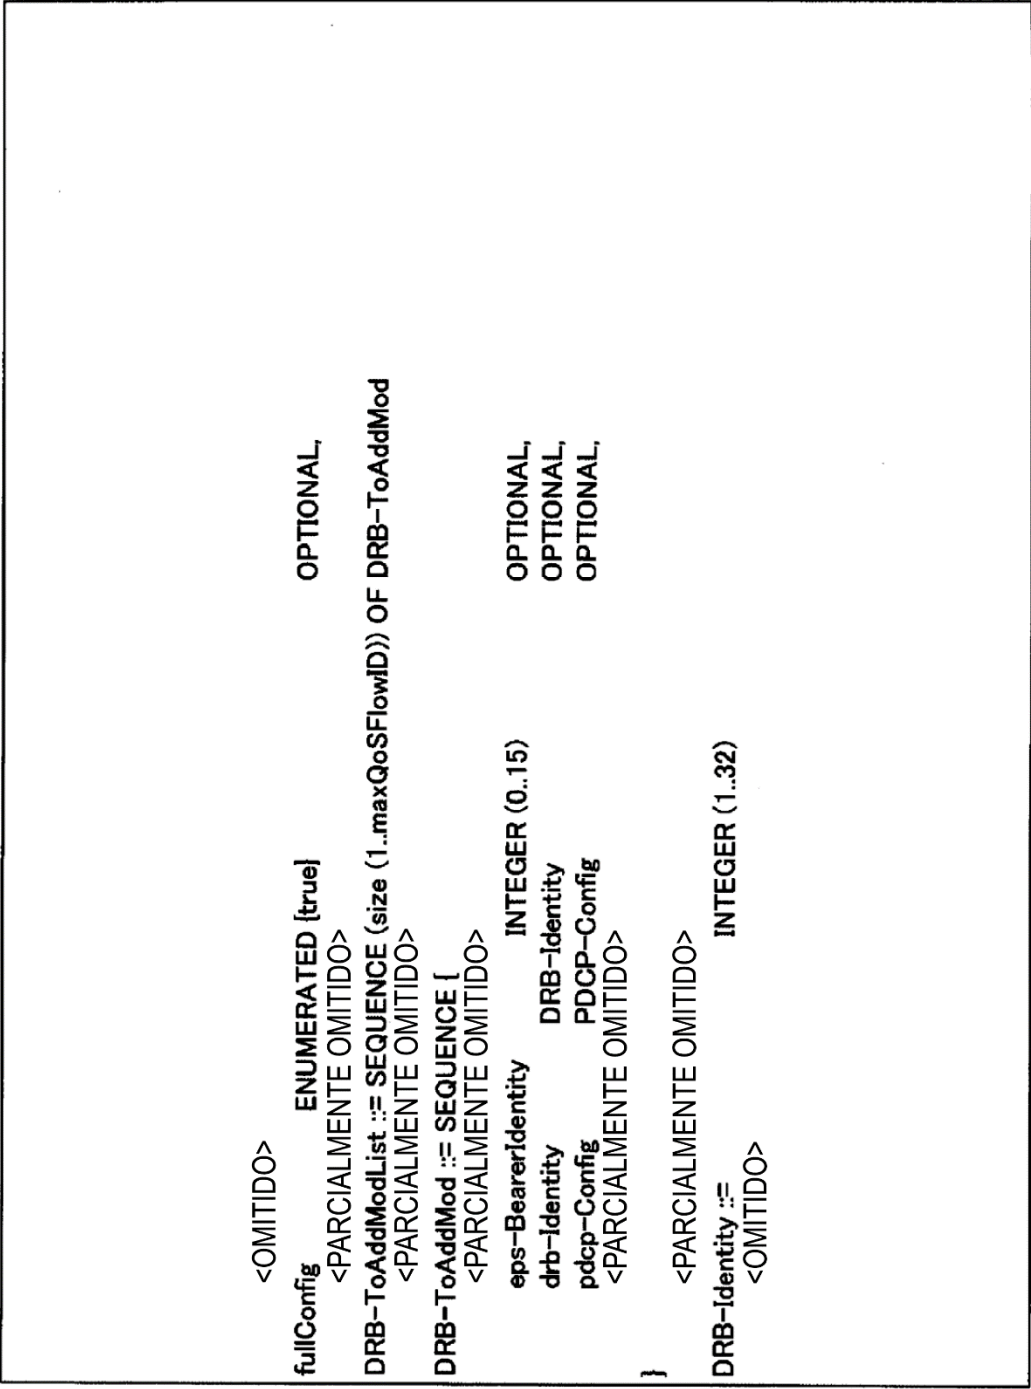 <OMITIDO>
fullConfig ENUMERATED {true} OPTIONAL,
<PARCIALMENTE OMITIDO>
DRB-ToAddModList ::= SEQUENCE (size (1..maxQoSFlowID)) OF DRB-ToAddMod
<PARCIALMENTE OMITIDO>
DRB-ToAddMod ::= SEQUENCE {
<PARCIALMENTE OMITIDO>
eps-BearerIdentity INTEGER (0..15) OPTIONAL,
drb-Identity DRB-Identity OPTIONAL,
pdcp-Config PDCP-Config OPTIONAL,
<PARCIALMENTE OMITIDO>
}
<PARCIALMENTE OMITIDO>
DRB-Identity ::= INTEGER (1..32)
<OMITIDO>